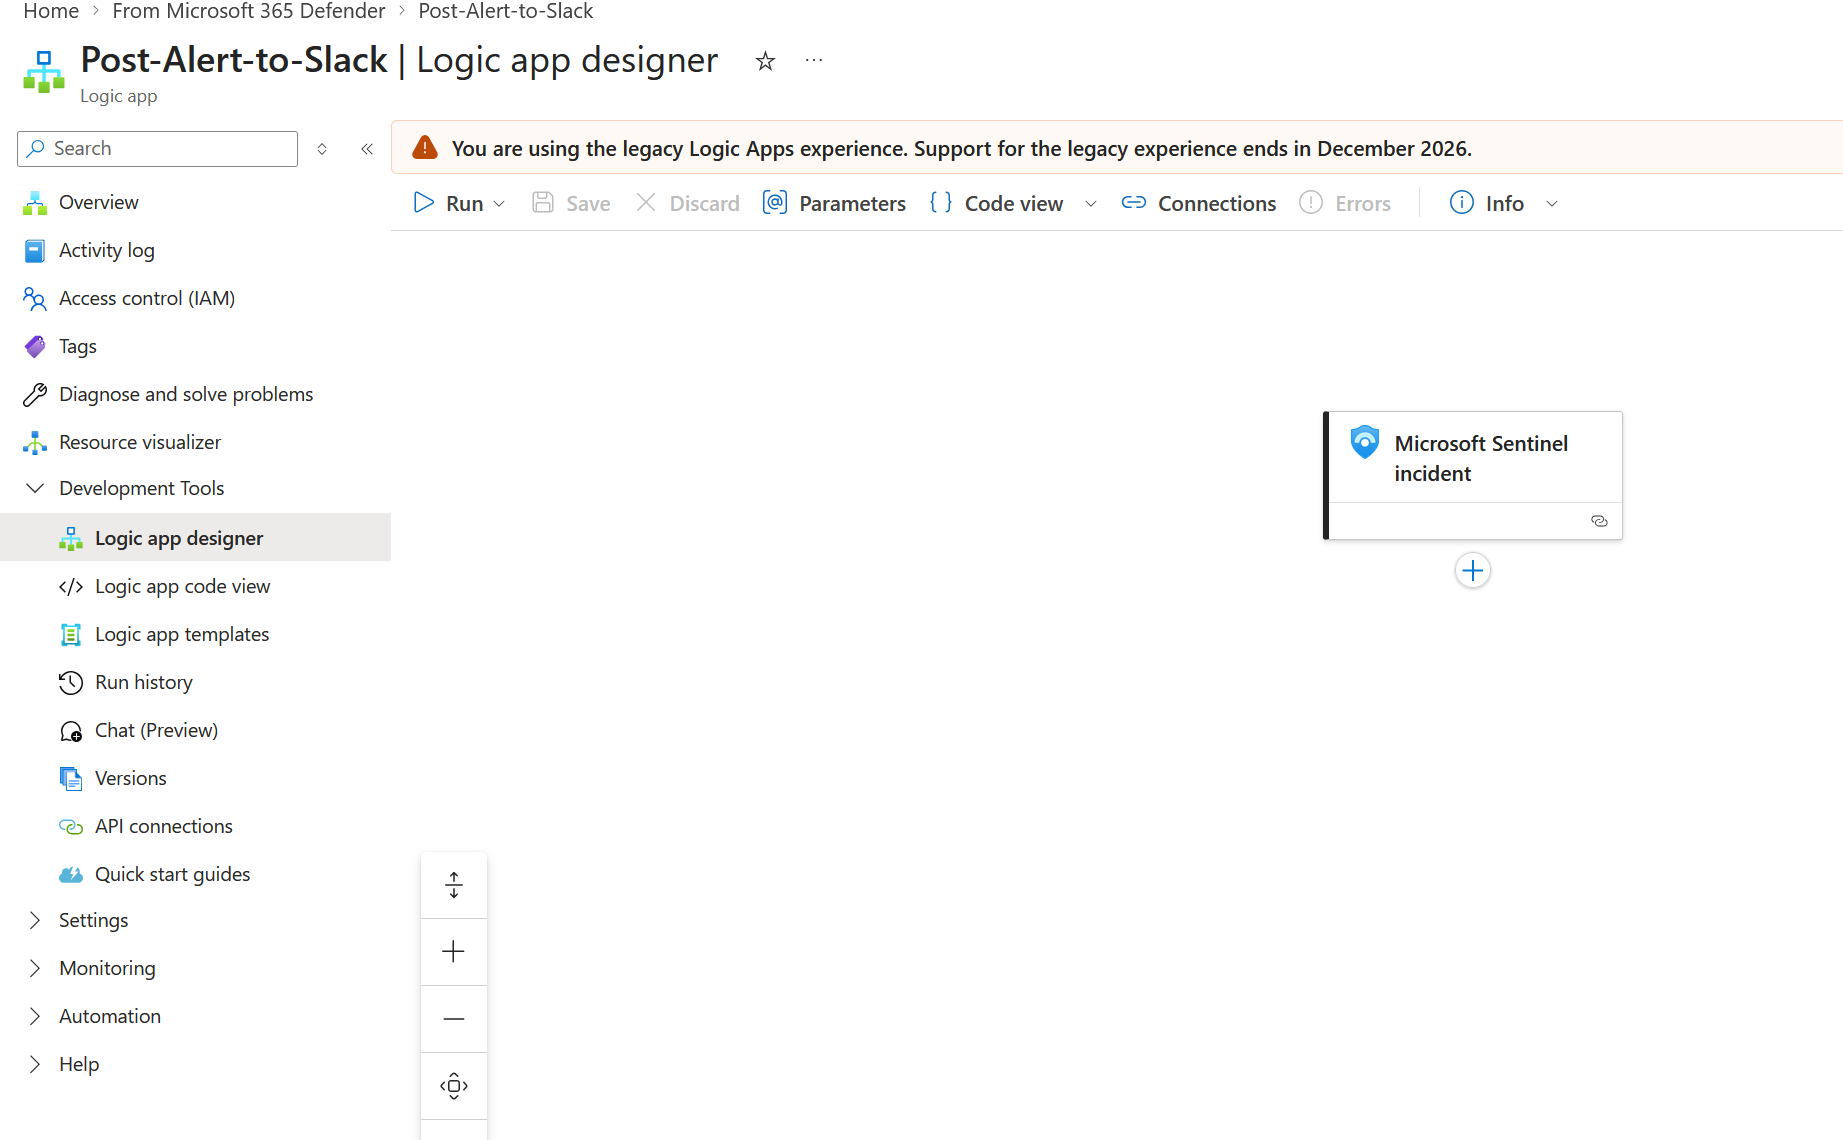 Home > From Microsoft 365 Defender > Post-Alert-to-Slack
Post-Alert-to-Slack | Logic app designer
Logic app
Search
You are using the legacy Logic Apps experience. Support for the legacy experience ends in December 2026.
Run Save Discard Parameters Code view Connections Errors Info
Overview
Activity log
Access control (IAM)
Tags
Diagnose and solve problems
Resource visualizer
Development Tools
Logic app designer
Logic app code view
Logic app templates
Run history
Chat (Preview)
Versions
API connections
Quick start guides
Settings
Monitoring
Automation
Help
Microsoft Sentinel
incident